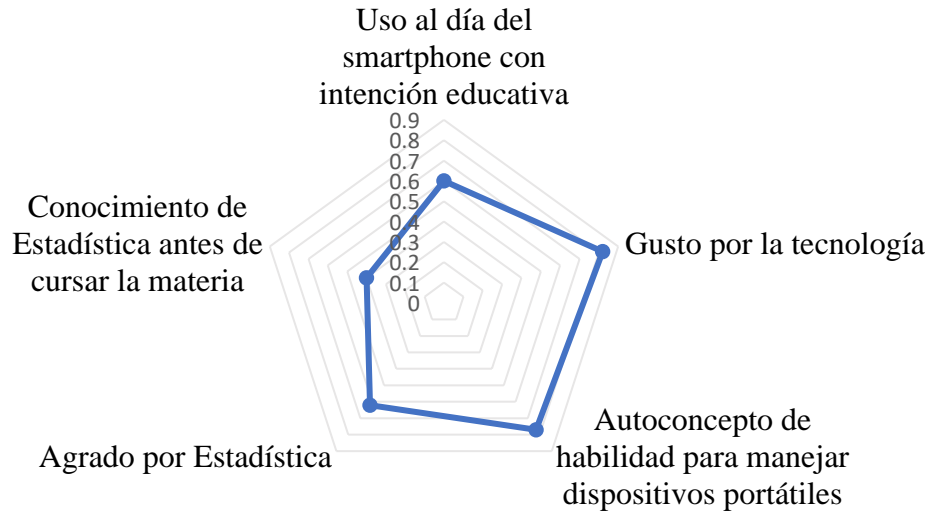 Uso al día del
smartphone con
intención educativa
0.9
0.8
0.7
0.6
0.5
0.4
0.3
0.2
0.1
0
Gusto por la tecnología
Autoconcepto de
habilidad para manejar
dispositivos portátiles
Agrado por Estadística
Conocimiento de
Estadística antes de
cursar la materia